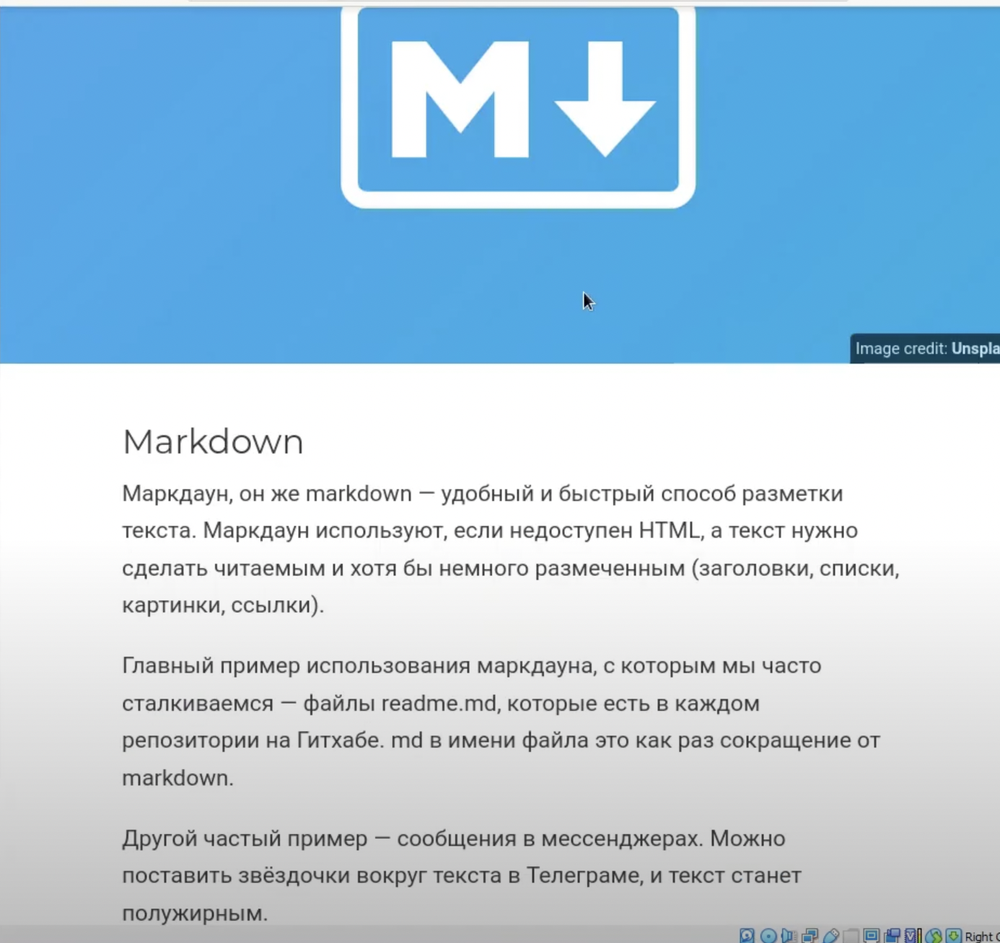 M
Image credit:
Markdown
Маркдаун, он же markdown — удобный и быстрый способ разметки
текста. Маркдаун используют, если недоступен HTML, а текст нужно
сделать читаемым и хотя бы немного размеченным (заголовки, списки,
картинки, ссылки).
Главный пример использования маркдауна, с которым мы часто
сталкиваемся — файлы readme.md, которые есть в каждом
репозитории на Гитхабе. md в имени файла это как раз сокращение от
markdown.
Другой частый пример — сообщения в мессенджерах. Можно
поставить звёздочки вокруг текста в Телеграме, и текст станет
полужирным.
Right